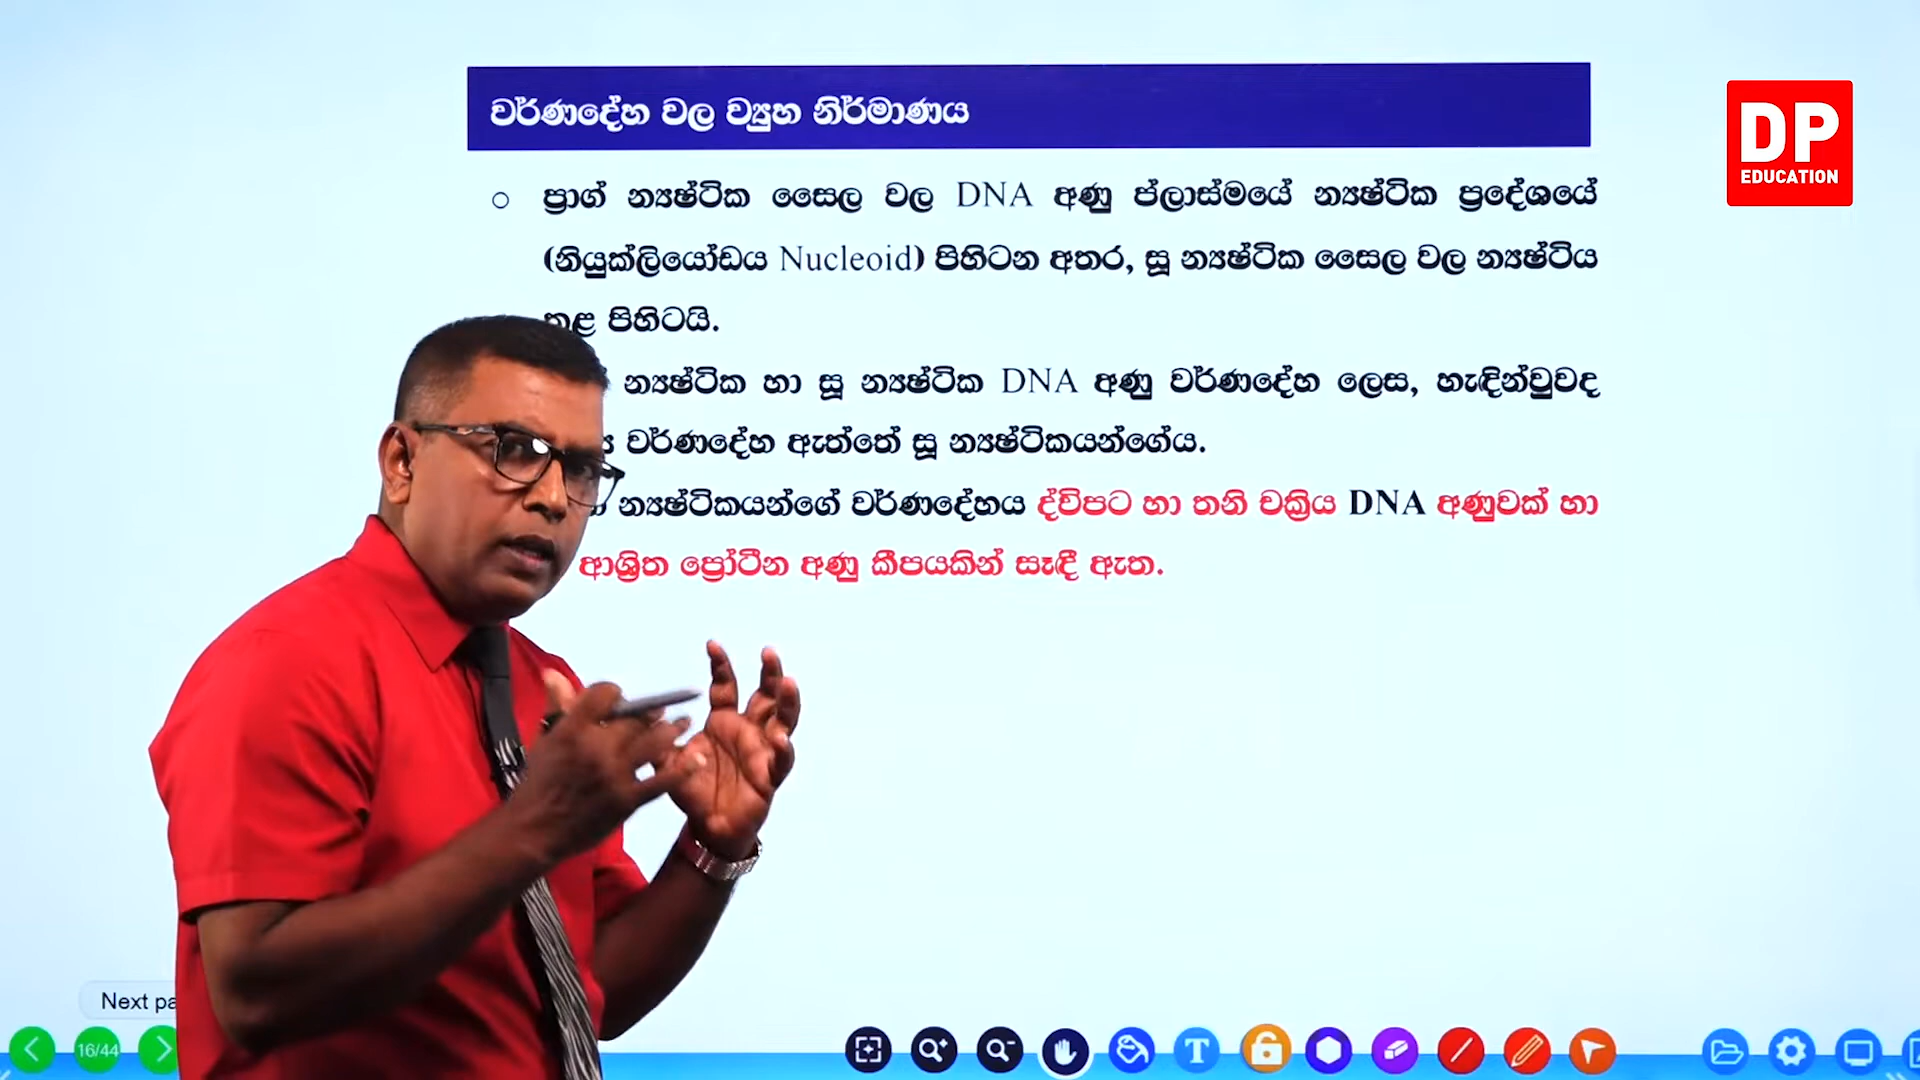 වර්ණදේහ වල ව්‍යුහ නිර්මාණය
DP
EDUCATION
ප්‍රාග් න්‍යෂ්ටික සෛල වල DNA අණු ප්ලාස්මයේ න්‍යෂ්ටික ප්‍රදේශයේ
(නියුක්ලියෝඩය Nucleoid) පිහිටන අතර, සූ න්‍යෂ්ටික සෛල වල න්‍යෂ්ටිය
තුළ පිහිටයි.
න්‍යෂ්ටික හා සූ න්‍යෂ්ටික DNA අණු වර්ණදේහ ලෙස, හැඳින්වුවද
වර්ණදේහ ඇත්තේ සූ න්‍යෂ්ටිකයන්ගේය.
න්‍යෂ්ටිකයන්ගේ වර්ණදේහය ද්විපට හා තනි චක්‍රිය DNA අණුවක් හා
ආශ්‍රිත ප්‍රෝටීන අණු කීපයකින් සෑදී ඇත.
Next pa
16/44
T